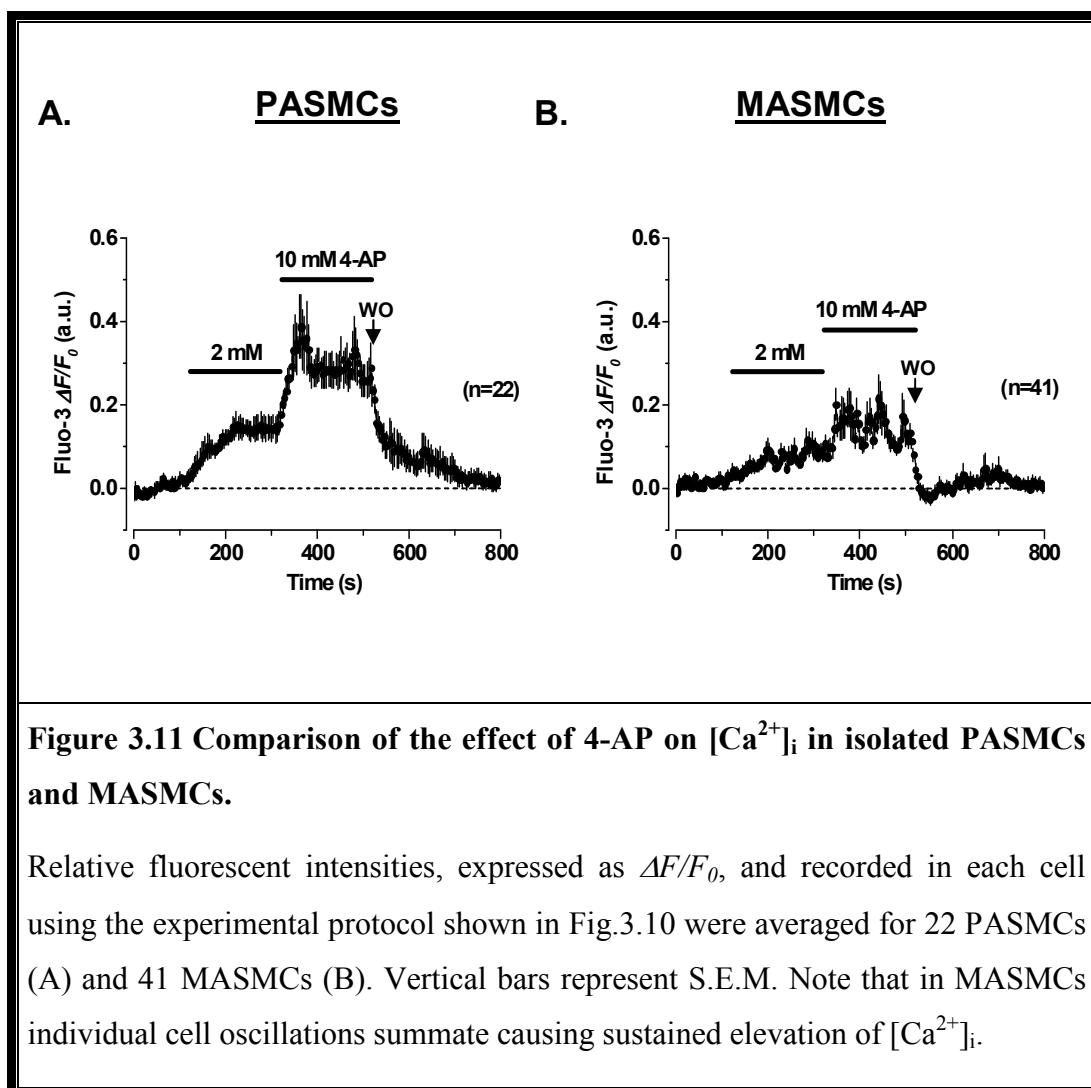 A. PASMCs B. MASMCs
0.6
10 mM 4-AP
WO
0.4
2 mM
(n=22)
0.2
0.0
Fluo-3 ΔF/F₀ (a.u.)
0 200 400 600 800
Time (s)
0.6
10 mM 4-AP
0.4
2 mM
WO
(n=41)
0.2
0.0
Fluo-3 ΔF/F₀ (a.u.)
0 200 400 600 800
Time (s)
Figure 3.11 Comparison of the effect of 4-AP on [Ca²⁺]ᵢ in isolated PASMCs
and MASMCs.
Relative fluorescent intensities, expressed as ΔF/F₀, and recorded in each cell
using the experimental protocol shown in Fig.3.10 were averaged for 22 PASMCs
(A) and 41 MASMCs (B). Vertical bars represent S.E.M. Note that in MASMCs
individual cell oscillations summate causing sustained elevation of [Ca²⁺]ᵢ.